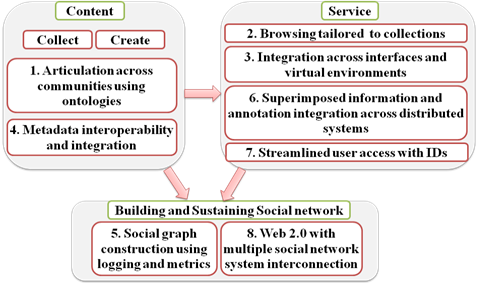 Content
Collect
Create
1. Articulation across
communities using
ontologies
4. Metadata interoperability
and integration
Service
2. Browsing tailored to collections
3. Integration across interfaces and
virtual environments
6. Superimposed information and
annotation integration across distributed
systems
7. Streamlined user access with IDs
Building and Sustaining Social network
5. Social graph
construction using
logging and metrics
8. Web 2.0 with
multiple social network
system interconnection